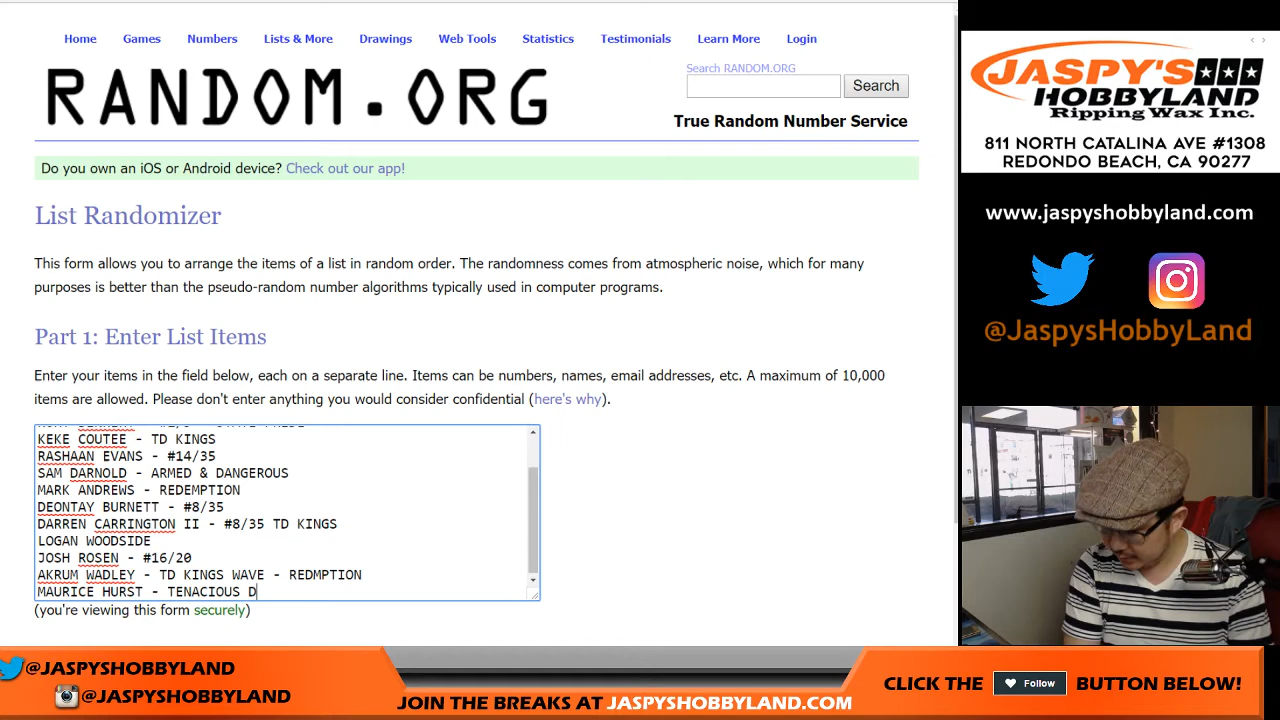 Home Games Numbers Lists & More Drawings Web Tools Statistics Testimonials Learn More Login
RANDOM.ORG
Search RANDOM.ORG
Search
True Random Number Service
Do you own an iOS or Android device? Check out our app!
List Randomizer
This form allows you to arrange the items of a list in random order. The randomness comes from atmospheric noise, which for many
purposes is better than the pseudo-random number algorithms typically used in computer programs.
Part 1: Enter List Items
Enter your items in the field below, each on a separate line. Items can be numbers, names, email addresses, etc. A maximum of 10,000
items are allowed. Please don't enter anything you would consider confidential (here's why).
KEKE COUTEE - TD KINGS
RASHAAN EVANS - #14/35
SAM DARNOLD - ARMED & DANGEROUS
MARK ANDREWS - REDEMPTION
DEONTAY BURNETT - #8/35
DARREN CARRINGTON II - #8/35 TD KINGS
LOGAN WOODSIDE
JOSH ROSEN - #16/20
AKRUM WADLEY - TD KINGS WAVE - REDMPTION
MAURICE HURST - TENACIOUS D
(you're viewing this form securely)
JASPY'S
HOBBYLAND
Ripping Wax Inc.
811 NORTH CATALINA AVE #1308
REDONDO BEACH, CA 90277
www.jaspyshobbyland.com
@JaspysHobbyLand
@JASPYSHOBBYLAND
@JASPYSHOBBYLAND
JOIN THE BREAKS AT JASPYSHOBBYLAND.COM
CLICK THE Follow BUTTON BELOW!